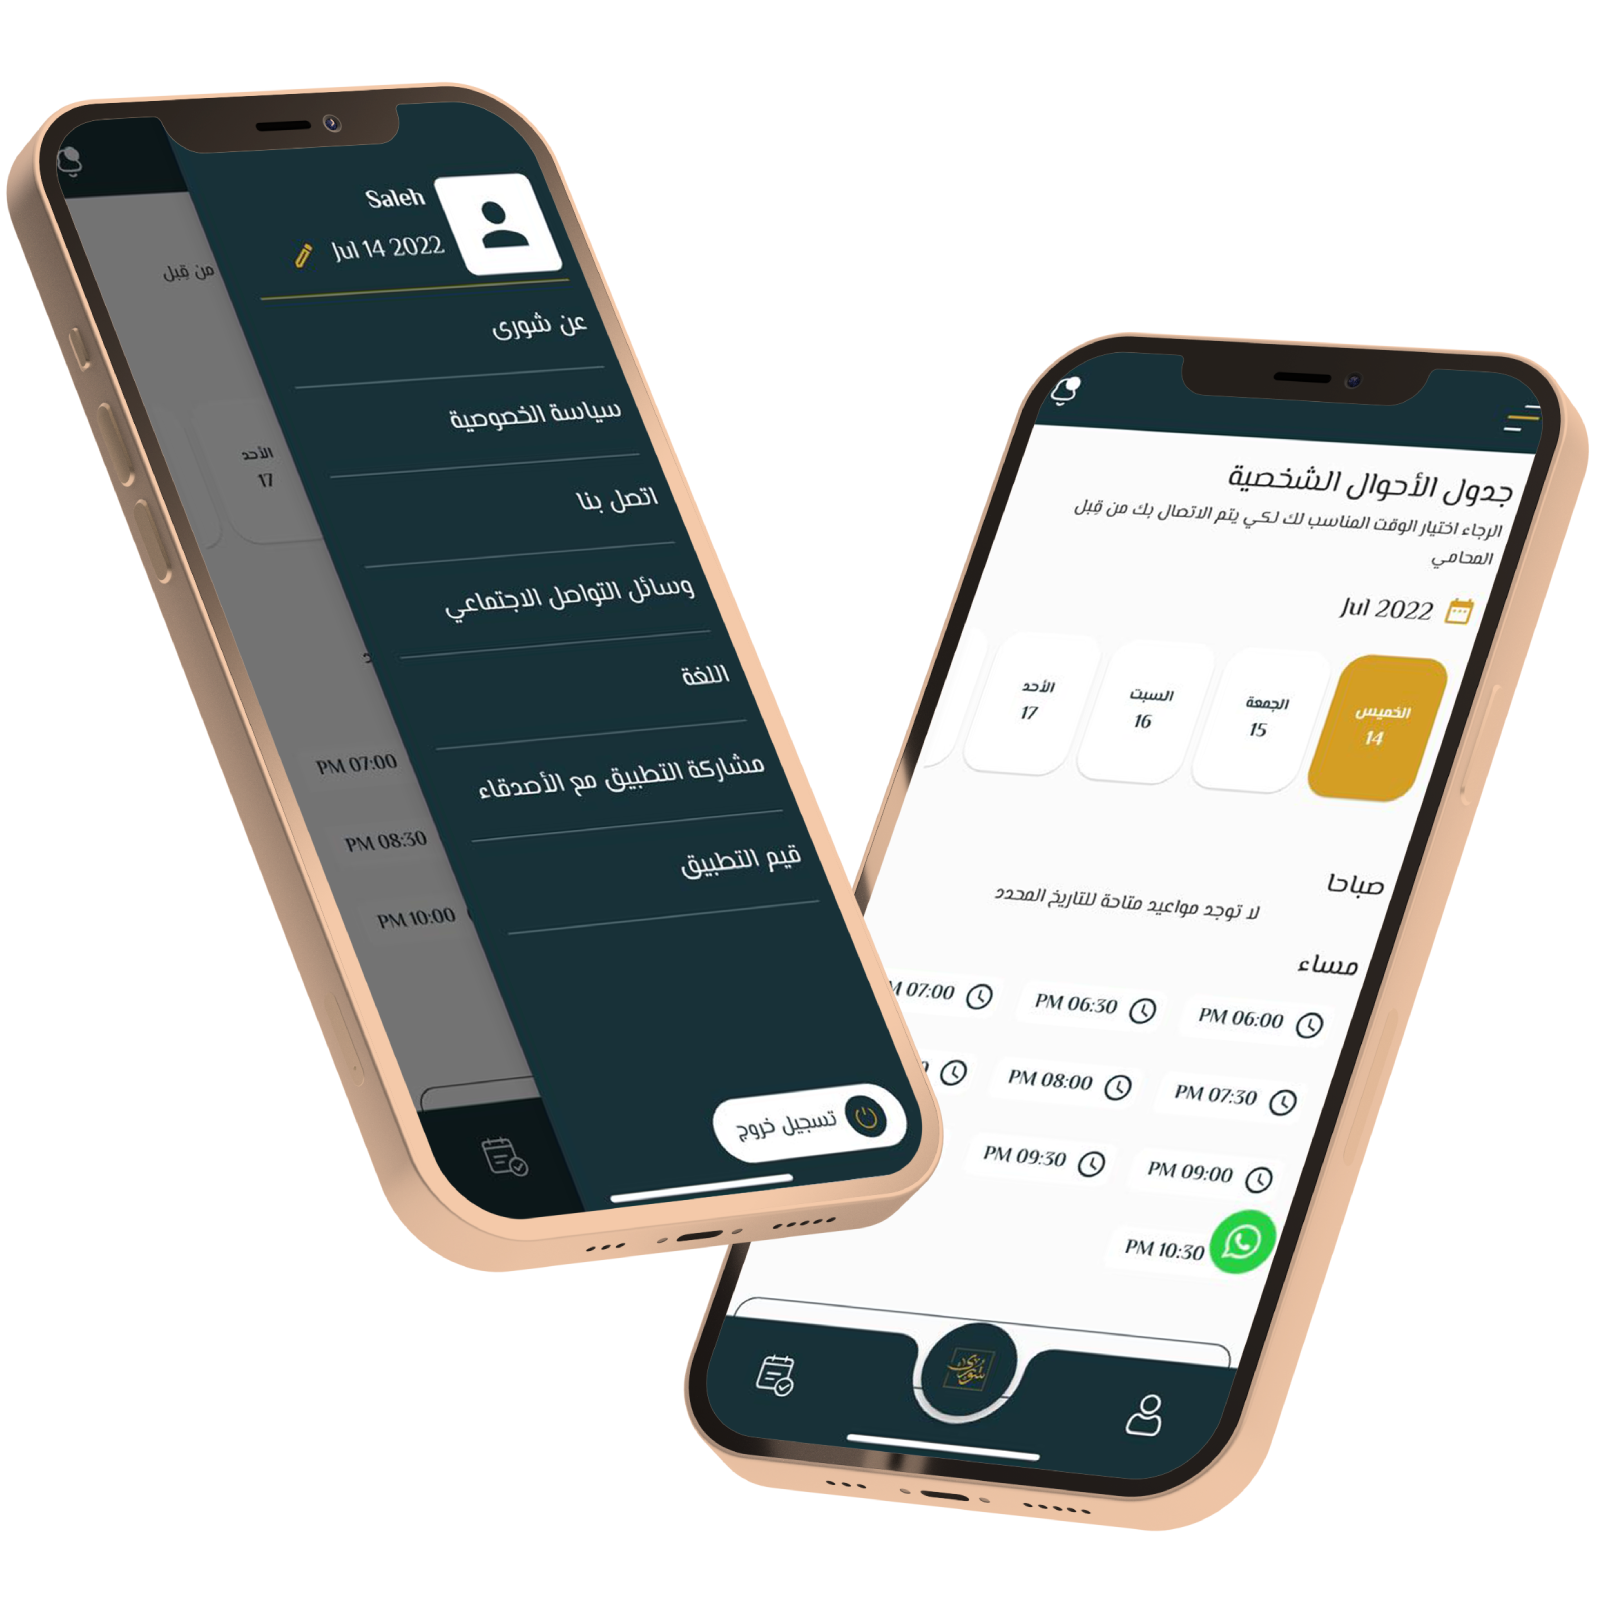 Saleh
Jul 14 2022
عن شورى
سياسة الخصوصية
اتصل بنا
وسائل التواصل الاجتماعي
اللغة
مشاركة التطبيق مع الأصدقاء
قيم التطبيق
تسجيل خروج
من قِبل
الأحد
17
PM 07:00
PM 08:30
PM 10:00
جدول الأحوال الشخصية
الرجاء اختيار الوقت المناسب لك لكي يتم الاتصال بك من قِبل
المحامي
Jul 2022
الخميس
14
الجمعة
15
السبت
16
الأحد
17
صباحا
لا توجد مواعيد متاحة للتاريخ المحدد
مساء
PM 06:00
PM 06:30
07:00
PM 07:30
PM 08:00
PM 09:00
PM 09:30
PM 10:30
شورى